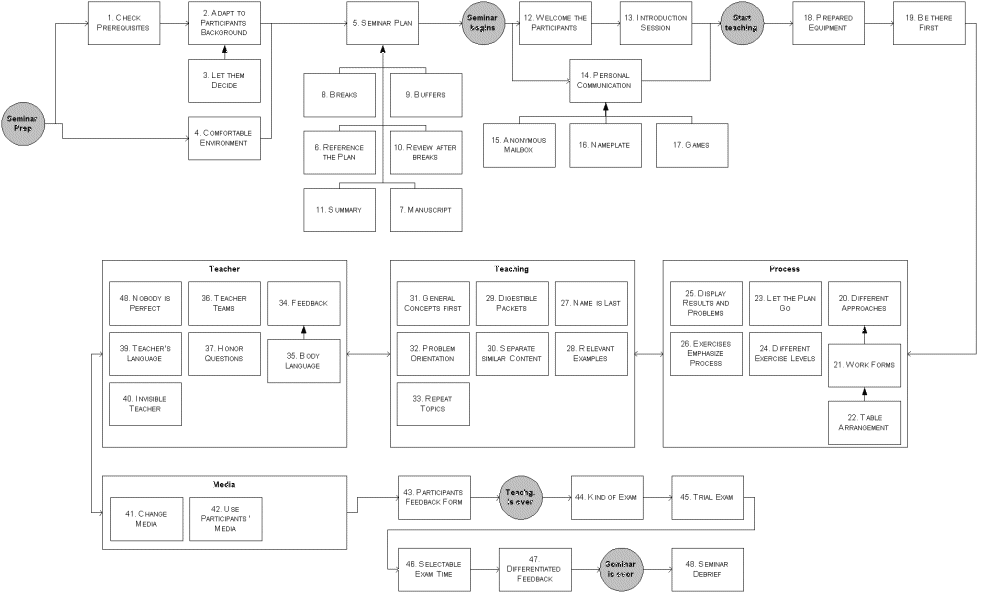 1. CHECK
PREREQUISITES
2. ADAPT TO
PARTICIPANTS
BACKGROUND
5. SEMINAR PLAN
Seminar
begins
12. WELCOME THE
PARTICIPANTS
13. INTRODUCTION
SESSION
Start
teaching
18. PREPARED
EQUIPMENT
19. BE THERE
FIRST
3. LET THEM
DECIDE
8. BREAKS
9. BUFFERS
14. PERSONAL
COMMUNICATION
Seminar
Prep
4. COMFORTABLE
ENVIRONMENT
6. REFERENCE
THE PLAN
10. REVIEW AFTER
BREAKS
15. ANONYMOUS
MAILBOX
16. NAMEPLATE
17. GAMES
11. SUMMARY
7. MANUSCRIPT
Teacher
48. NOBODY IS
PERFECT
36. TEACHER
TEAMS
34. FEEDBACK
39. TEACHER'S
LANGUAGE
37. HONOR
QUESTIONS
35. BODY
LANGUAGE
40. INVISIBLE
TEACHER
Teaching
31. GENERAL
CONCEPTS FIRST
29. DIGESTIBLE
PACKETS
27. NAME IS LAST
32. PROBLEM
ORIENTATION
30. SEPARATE
SIMILAR CONTENT
28. RELEVANT
EXAMPLES
33. REPEAT
TOPICS
Process
25. DISPLAY
RESULTS AND
PROBLEMS
23. LET THE PLAN
GO
20. DIFFERENT
APPROACHES
26. EXERCISES
EMPHASIZE
PROCESS
24. DIFFERENT
EXERCISE LEVELS
21. WORK FORMS
22. TABLE
ARRANGEMENT
Media
41. CHANGE
MEDIA
42. USE
PARTICIPANTS'
MEDIA
43. PARTICIPANTS
FEEDBACK FORM
Teachg.
is over
44. KIND OF EXAM
45. TRIAL EXAM
46. SELECTABLE
EXAM TIME
47.
DIFFERENTIATED
FEEDBACK
Seminar
is over
48. SEMINAR
DEBRIEF